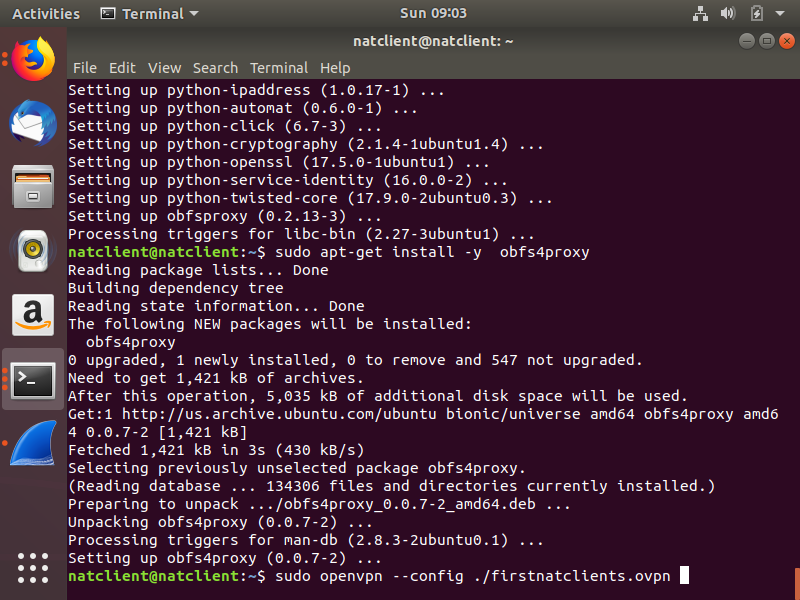 Activities Terminal Sun 09:03
natclient@natclient: ~
File Edit View Search Terminal Help
Setting up python-ipaddress (1.0.17-1) ...
Setting up python-automat (0.6.0-1) ...
Setting up python-click (6.7-3) ...
Setting up python-cryptography (2.1.4-1ubuntu1.4) ...
Setting up python-openssl (17.5.0-1ubuntu1) ...
Setting up python-service-identity (16.0.0-2) ...
Setting up python-twisted-core (17.9.0-2ubuntu0.3) ...
Setting up obfsproxy (0.2.13-3) ...
Processing triggers for libc-bin (2.27-3ubuntu1) ...
natclient@natclient:~$ sudo apt-get install -y  obfs4proxy
Reading package lists... Done
Building dependency tree
Reading state information... Done
The following NEW packages will be installed:
  obfs4proxy
0 upgraded, 1 newly installed, 0 to remove and 547 not upgraded.
Need to get 1,421 kB of archives.
After this operation, 5,035 kB of additional disk space will be used.
Get:1 http://us.archive.ubuntu.com/ubuntu bionic/universe amd64 obfs4proxy amd6
4 0.0.7-2 [1,421 kB]
Fetched 1,421 kB in 3s (430 kB/s)
Selecting previously unselected package obfs4proxy.
(Reading database ... 134306 files and directories currently installed.)
Preparing to unpack .../obfs4proxy_0.0.7-2_amd64.deb ...
Unpacking obfs4proxy (0.0.7-2) ...
Processing triggers for man-db (2.8.3-2ubuntu0.1) ...
Setting up obfs4proxy (0.0.7-2) ...
natclient@natclient:~$ sudo openvpn --config ./firstnatclients.ovpn